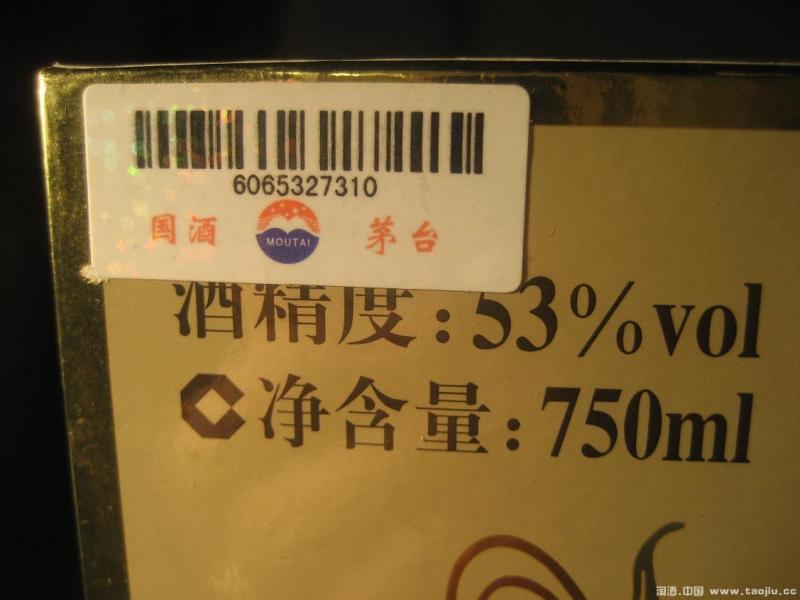 6065327310
国酒 MOUTAI 茅台
酒精度:53%vol
净含量:750ml
淘酒.中国 www.taojiu.cc